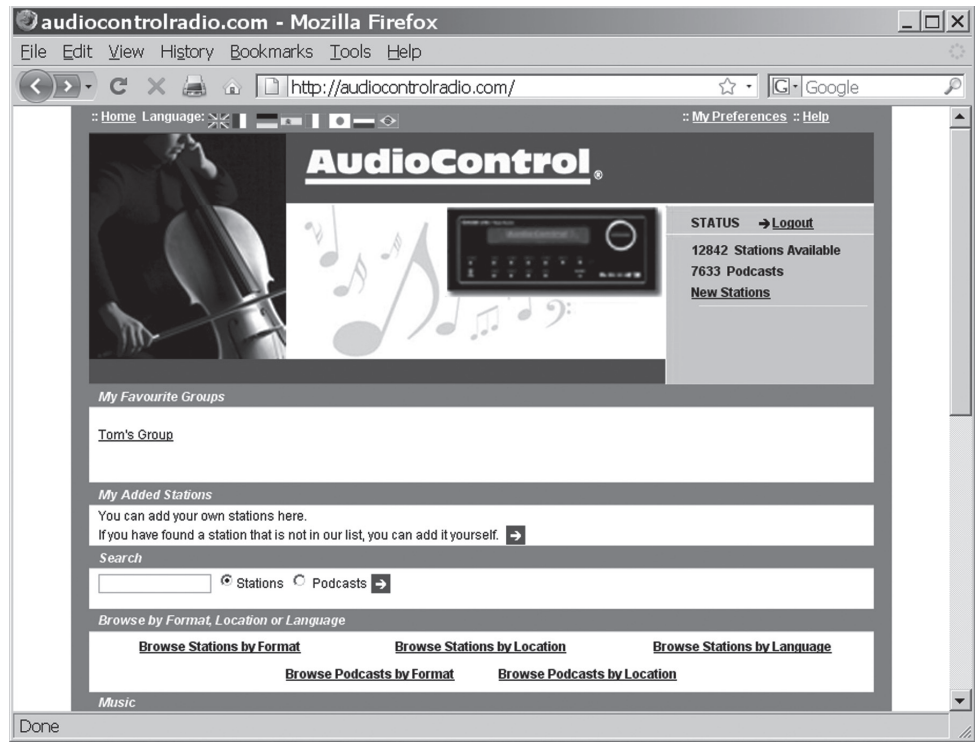 audiocontrolradio.com - Mozilla Firefox
File Edit View History Bookmarks Tools Help
http://audiocontrolradio.com/
G Google
:: Home Language: :: My Preferences :: Help
AudioControl®
STATUS Logout
12842 Stations Available
7633 Podcasts
New Stations
My Favourite Groups
Tom's Group
My Added Stations
You can add your own stations here.
If you have found a station that is not in our list, you can add it yourself.
Search
Stations Podcasts
Browse by Format, Location or Language
Browse Stations by Format Browse Stations by Location Browse Stations by Language
Browse Podcasts by Format Browse Podcasts by Location
Music
Done